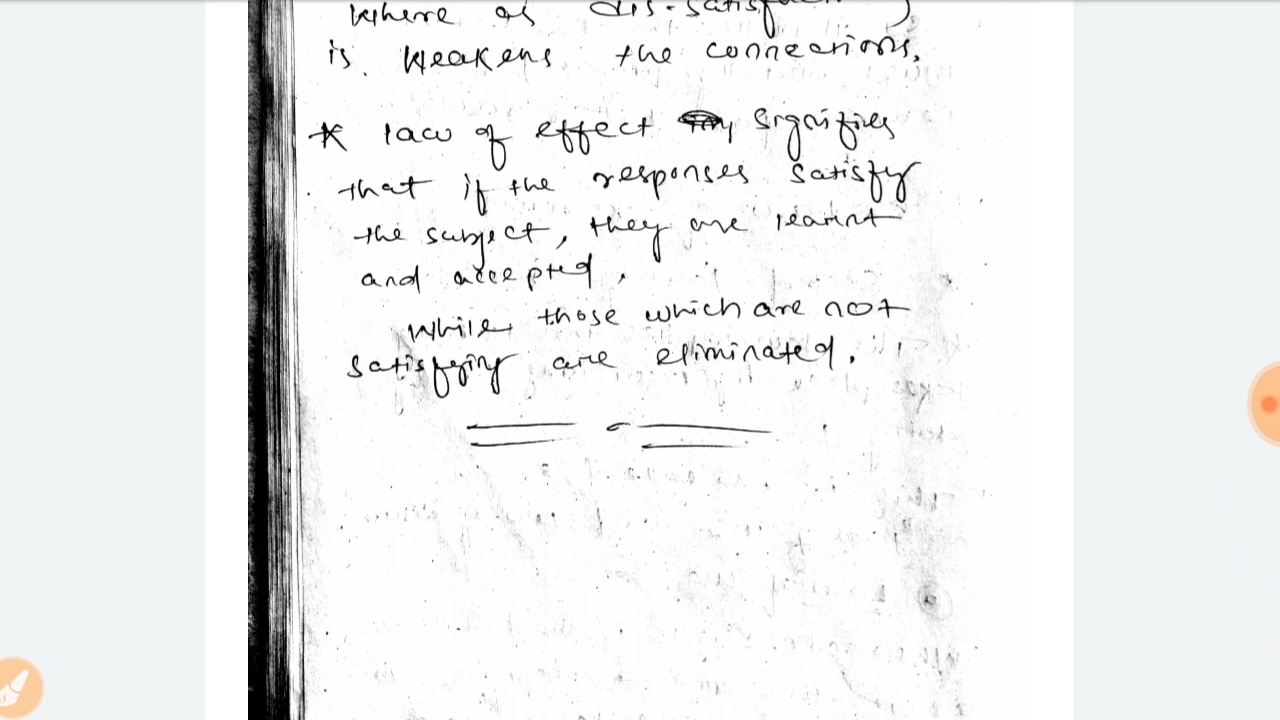 where as dis-satisfaction
is weakens the connections.
* law of effect signifies
that if the responses satisfy
the subject, they are learnt
and accepted.
while those which are not
satisfying are eliminated.